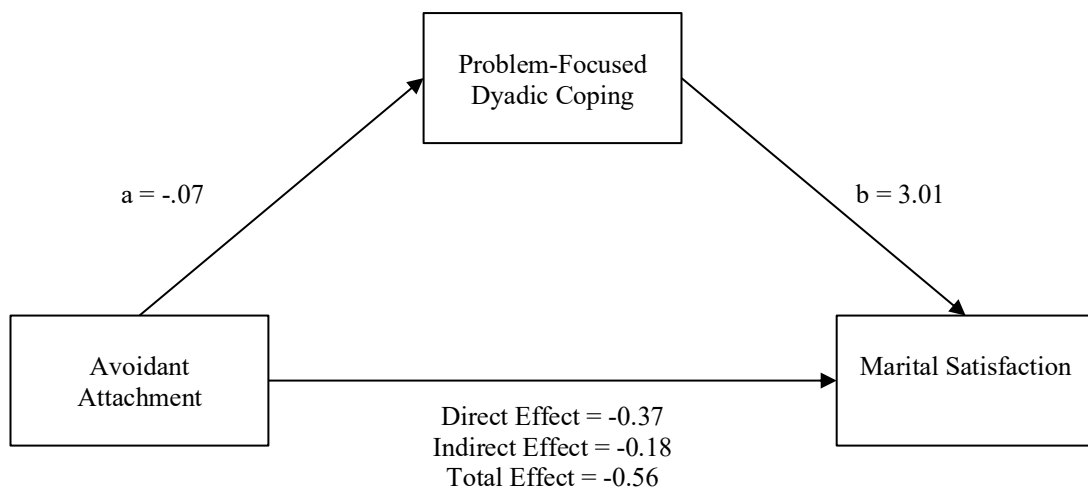 Problem-Focused
Dyadic Coping
a = -.07
b = 3.01
Avoidant
Attachment
Marital Satisfaction
Direct Effect = -0.37
Indirect Effect = -0.18
Total Effect = -0.56